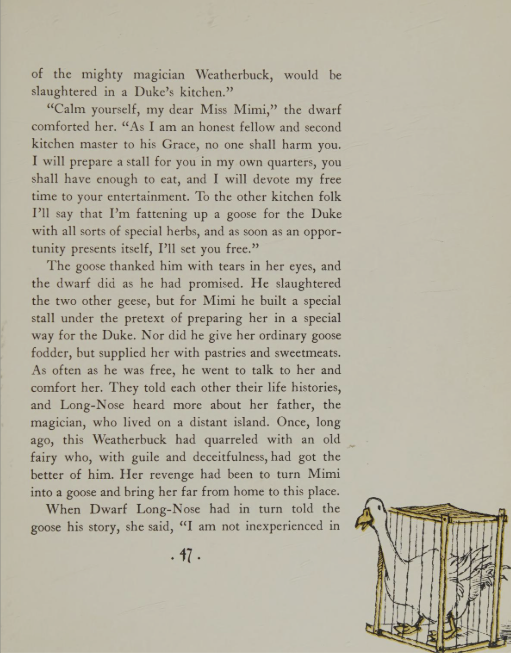 of the mighty magician Weatherbuck, would be
slaughtered in a Duke's kitchen.”
“Calm yourself, my dear Miss Mimi,” the dwarf
comforted her. “As I am an honest fellow and second
kitchen master to his Grace, no one shall harm you.
I will prepare a stall for you in my own quarters, you
shall have enough to eat, and I will devote my free
time to your entertainment. To the other kitchen folk
I'll say that I'm fattening up a goose for the Duke
with all sorts of special herbs, and as soon as an oppor-
tunity presents itself, I'll set you free.”
The goose thanked him with tears in her eyes, and
the dwarf did as he had promised. He slaughtered
the two other geese, but for Mimi he built a special
stall under the pretext of preparing her in a special
way for the Duke. Nor did he give her ordinary goose
fodder, but supplied her with pastries and sweetmeats.
As often as he was free, he went to talk to her and
comfort her. They told each other their life histories,
and Long-Nose heard more about her father, the
magician, who lived on a distant island. Once, long
ago, this Weatherbuck had quarreled with an old
fairy who, with guile and deceitfulness, had got the
better of him. Her revenge had been to turn Mimi
into a goose and bring her far from home to this place.
When Dwarf Long-Nose had in turn told the
goose his story, she said, “I am not inexperienced in
· 47 ·